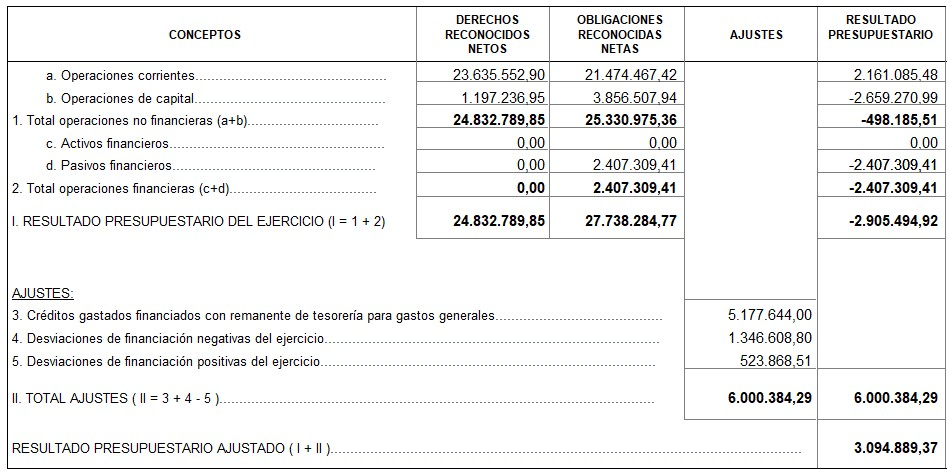 CONCEPTOS DERECHOS RECONOCIDOS NETOS OBLIGACIONES RECONOCIDAS NETAS AJUSTES RESULTADO PRESUPUESTARIO
a. Operaciones corrientes 23.635.552,90 21.474.467,42 2.161.085,48
b. Operaciones de capital 1.197.236,95 3.856.507,94 -2.659.270,99
1. Total operaciones no financieras (a+b) 24.832.789,85 25.330.975,36 -498.185,51
c. Activos financieros 0,00 0,00 0,00
d. Pasivos financieros 0,00 2.407.309,41 -2.407.309,41
2. Total operaciones financieras (c+d) 0,00 2.407.309,41 -2.407.309,41
I. RESULTADO PRESUPUESTARIO DEL EJERCICIO (I = 1 + 2) 24.832.789,85 27.738.284,77 -2.905.494,92
AJUSTES:
3. Créditos gastados financiados con remanente de tesorería para gastos generales 5.177.644,00
4. Desviaciones de financiación negativas del ejercicio 1.346.608,80
5. Desviaciones de financiación positivas del ejercicio 523.868,51
II. TOTAL AJUSTES ( II = 3 + 4 - 5 ) 6.000.384,29 6.000.384,29
RESULTADO PRESUPUESTARIO AJUSTADO ( I + II ) 3.094.889,37